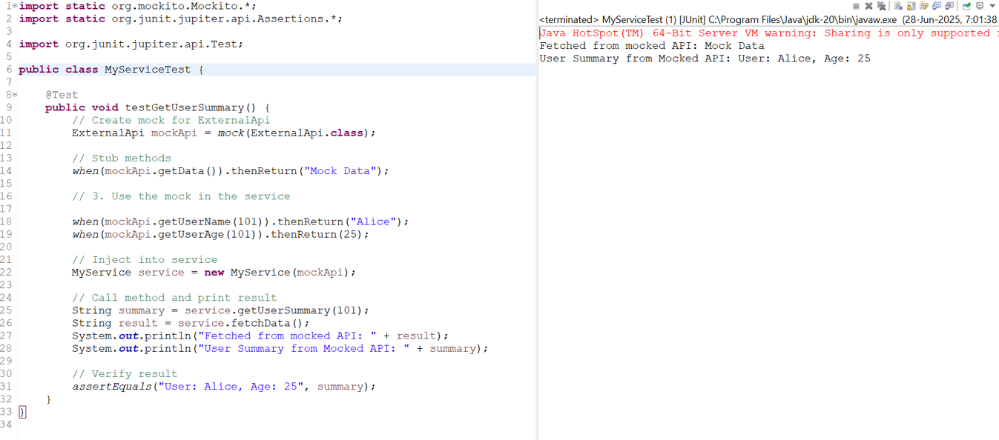 1 import static org.mockito.Mockito.*;
2 import static org.junit.jupiter.api.Assertions.*;
3
4 import org.junit.jupiter.api.Test;
5
6 public class MyServiceTest {
7
8     @Test
9     public void testGetUserSummary() {
10         // Create mock for ExternalApi
11         ExternalApi mockApi = mock(ExternalApi.class);
12
13         // Stub methods
14         when(mockApi.getData()).thenReturn("Mock Data");
15
16         // 3. Use the mock in the service
17
18         when(mockApi.getUserName(101)).thenReturn("Alice");
19         when(mockApi.getUserAge(101)).thenReturn(25);
20
21         // Inject into service
22         MyService service = new MyService(mockApi);
23
24         // Call method and print result
25         String summary = service.getUserSummary(101);
26         String result = service.fetchData();
27         System.out.println("Fetched from mocked API: " + result);
28         System.out.println("User Summary from Mocked API: " + summary);
29
30         // Verify result
31         assertEquals("User: Alice, Age: 25", summary);
32     }
33 }
34
<terminated> MyServiceTest (1) [JUnit] C:\Program Files\Java\jdk-20\bin\javaw.exe (28-Jun-2025, 7:01:38
Java HotSpot(TM) 64-Bit Server VM warning: Sharing is only supported
Fetched from mocked API: Mock Data
User Summary from Mocked API: User: Alice, Age: 25